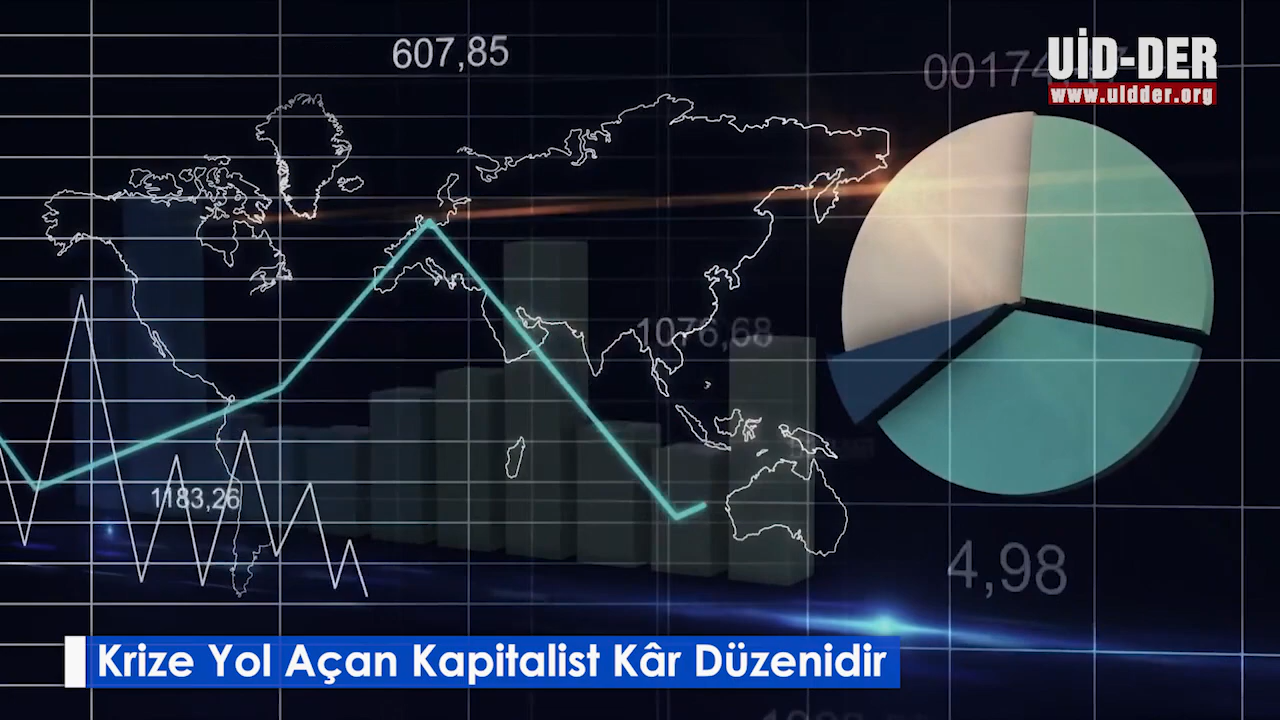 607,85
UİD-DER
www.uidder.org
1076,68
1183,26
4,98
Krize Yol Açan Kapitalist Kâr Düzenidir